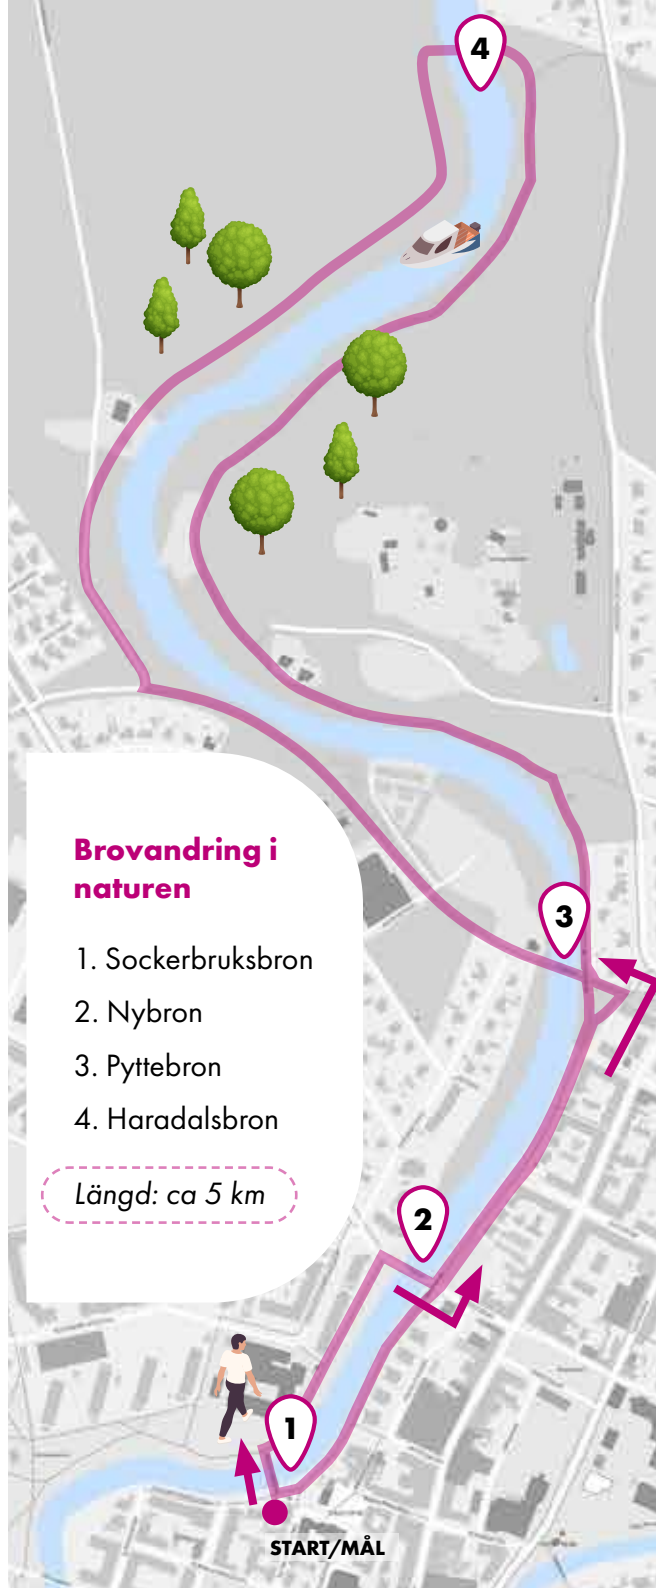 4
Brovandring i
naturen
1. Sockerbruksbron
2. Nybron
3. Pyttebron
4. Haradalsbron
Längd: ca 5 km
3
2
1
START/MÅL